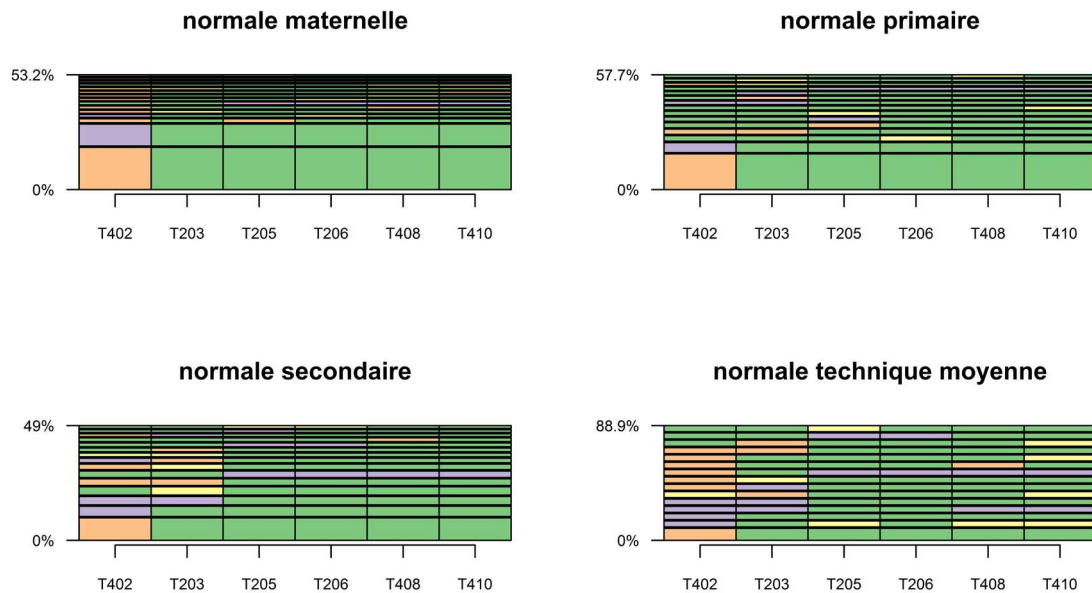 normale maternelle
53.2%
0%
T402 T203 T205 T206 T408 T410
normale primaire
57.7%
0%
T402 T203 T205 T206 T408 T410
normale secondaire
49%
0%
T402 T203 T205 T206 T408 T410
normale technique moyenne
88.9%
0%
T402 T203 T205 T206 T408 T410